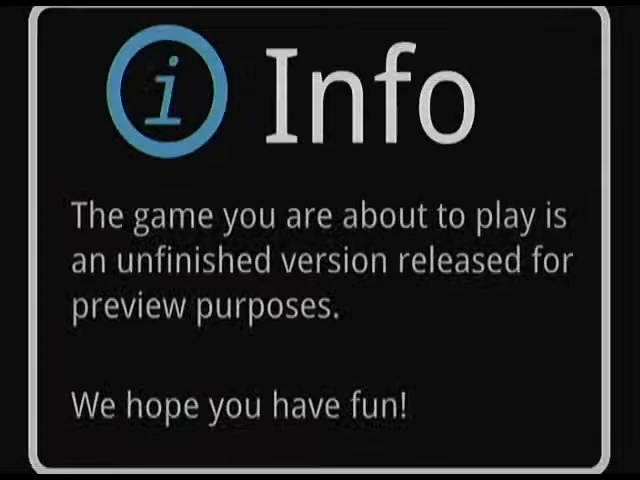 i Info
The game you are about to play is
an unfinished version released for
preview purposes.
We hope you have fun!